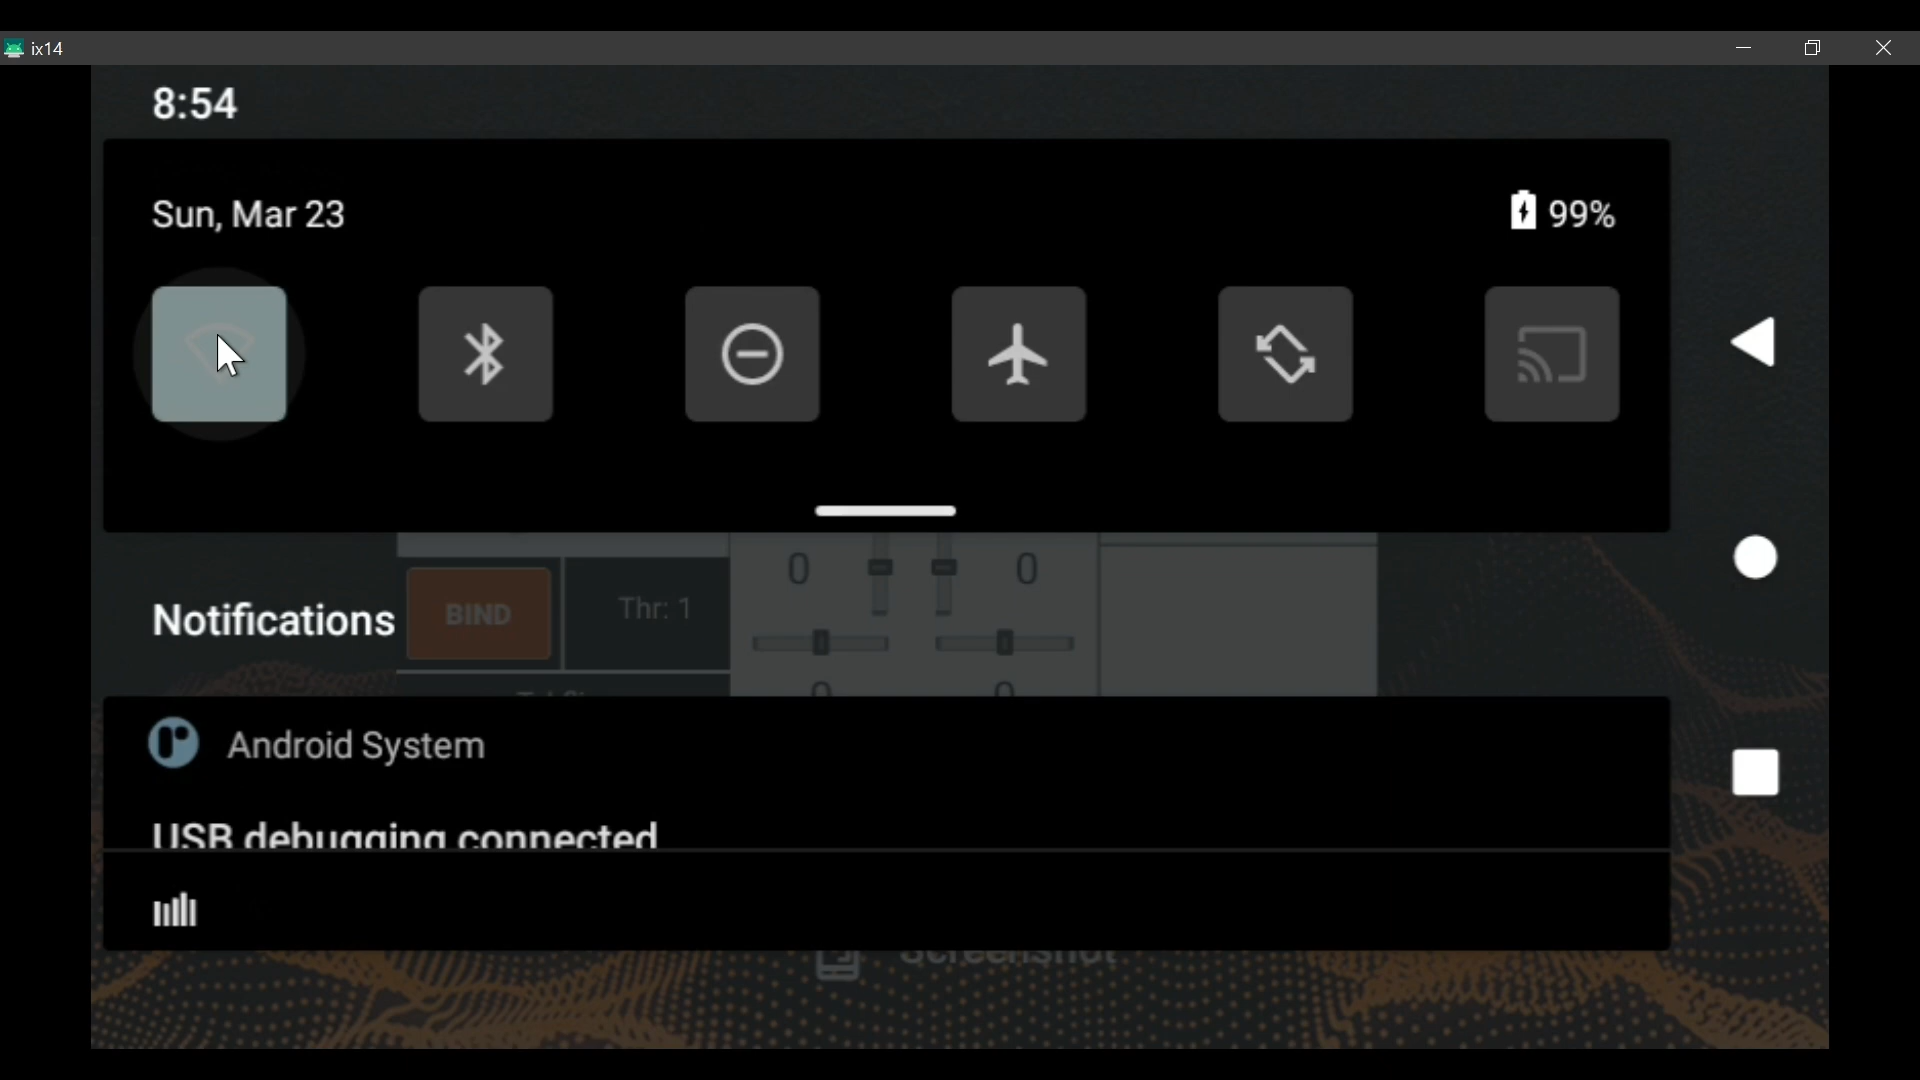 ix14
8:54
Sun, Mar 23
99%
0 0
Notifications
BIND
Thr: 1
0 0
Android System
USB debugging connected
Screenshot